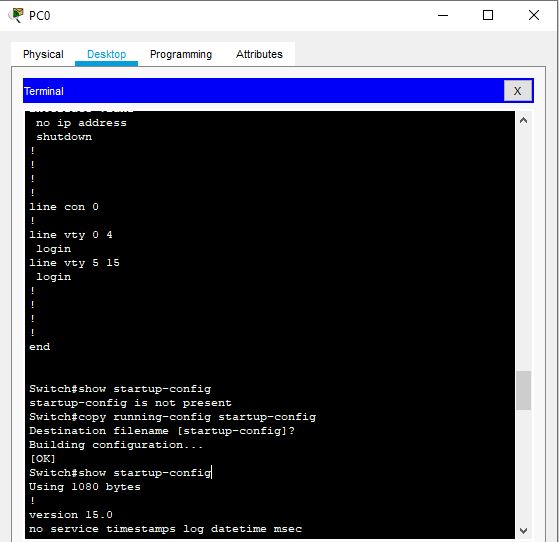 PC0
Physical Desktop Programming Attributes
Terminal
X
no ip address
shutdown
!
!
!
!
line con 0
!
line vty 0 4
login
line vty 5 15
login
!
!
!
!
end
Switch#show startup-config
startup-config is not present
Switch#copy running-config startup-config
Destination filename [startup-config]?
Building configuration...
[OK]
Switch#show startup-config
Using 1080 bytes
!
version 15.0
no service timestamps log datetime msec